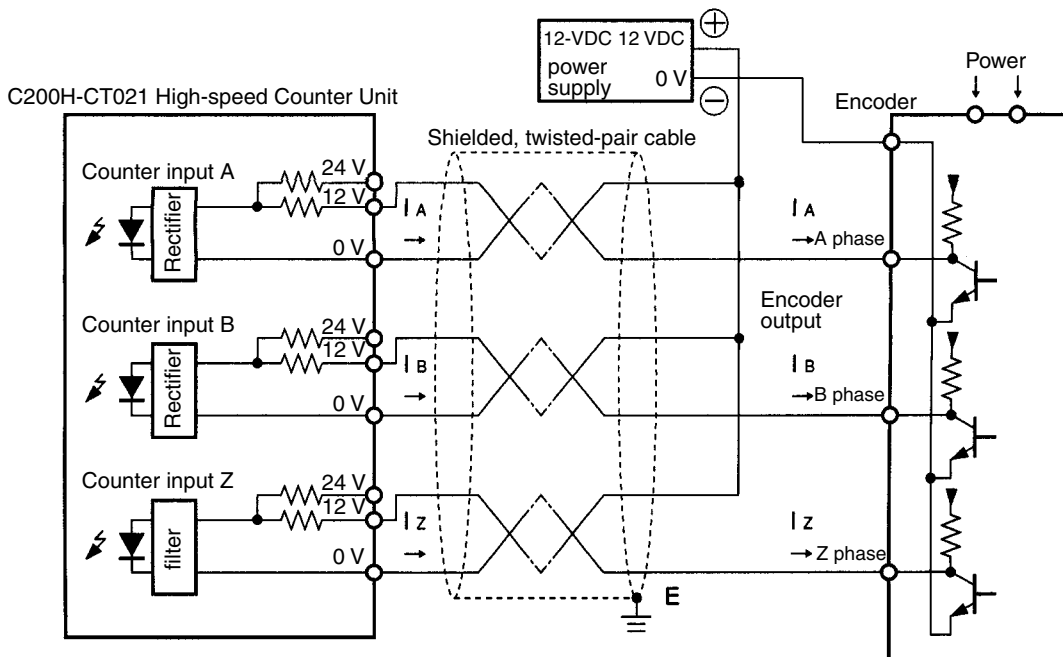 12-VDC 12 VDC
power
supply
0 V
+
−
Power
C200H-CT021 High-speed Counter Unit
Encoder
Shielded, twisted-pair cable
Counter input A
24 V
12 V
0 V
Rectifier
I A
I A
A phase
Counter input B
24 V
12 V
0 V
Rectifier
I B
Encoder
output
I B
B phase
Counter input Z
24 V
12 V
0 V
filter
I Z
I Z
Z phase
E